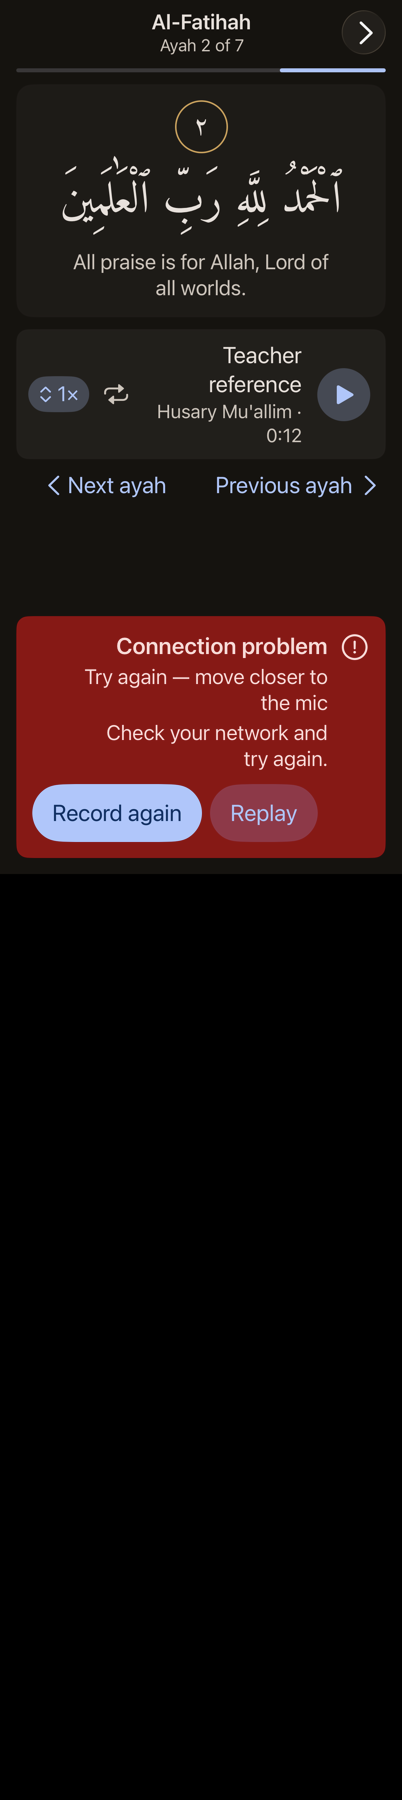 Al-Fatihah
Ayah 2 of 7
٢
ٱلْحَمْدُ لِلَّهِ رَبِّ ٱلْعَٰلَمِينَ
All praise is for Allah, Lord of
all worlds.
Teacher
reference
Husary Mu'allim ·
0:12
1×
Next ayah
Previous ayah
Connection problem
Try again — move closer to
the mic
Check your network and
try again.
Record again
Replay